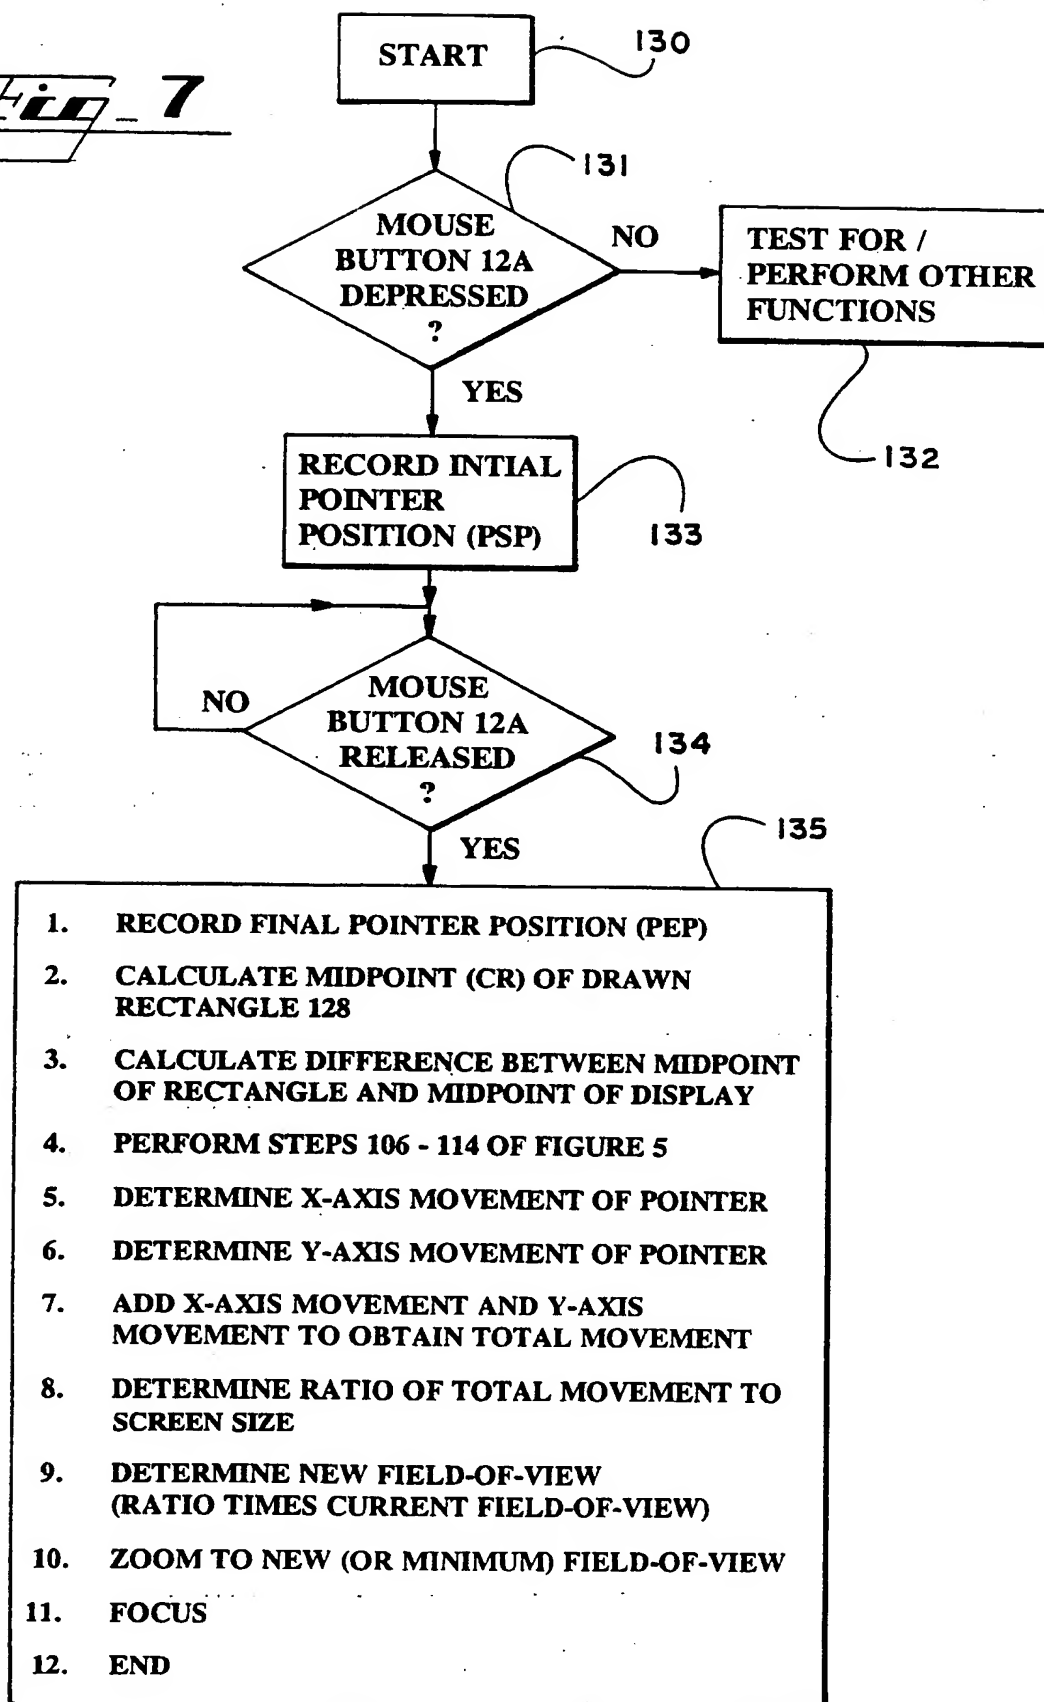 Fig_ 7
START
130
131
MOUSE
BUTTON 12A
DEPRESSED
?
NO
TEST FOR /
PERFORM OTHER
FUNCTIONS
132
YES
RECORD INTIAL
POINTER
POSITION (PSP)
133
NO
MOUSE
BUTTON 12A
RELEASED
?
134
YES
135
1. RECORD FINAL POINTER POSITION (PEP)
2. CALCULATE MIDPOINT (CR) OF DRAWN
RECTANGLE 128
3. CALCULATE DIFFERENCE BETWEEN MIDPOINT
OF RECTANGLE AND MIDPOINT OF DISPLAY
4. PERFORM STEPS 106 - 114 OF FIGURE 5
5. DETERMINE X-AXIS MOVEMENT OF POINTER
6. DETERMINE Y-AXIS MOVEMENT OF POINTER
7. ADD X-AXIS MOVEMENT AND Y-AXIS
MOVEMENT TO OBTAIN TOTAL MOVEMENT
8. DETERMINE RATIO OF TOTAL MOVEMENT TO
SCREEN SIZE
9. DETERMINE NEW FIELD-OF-VIEW
(RATIO TIMES CURRENT FIELD-OF-VIEW)
10. ZOOM TO NEW (OR MINIMUM) FIELD-OF-VIEW
11. FOCUS
12. END